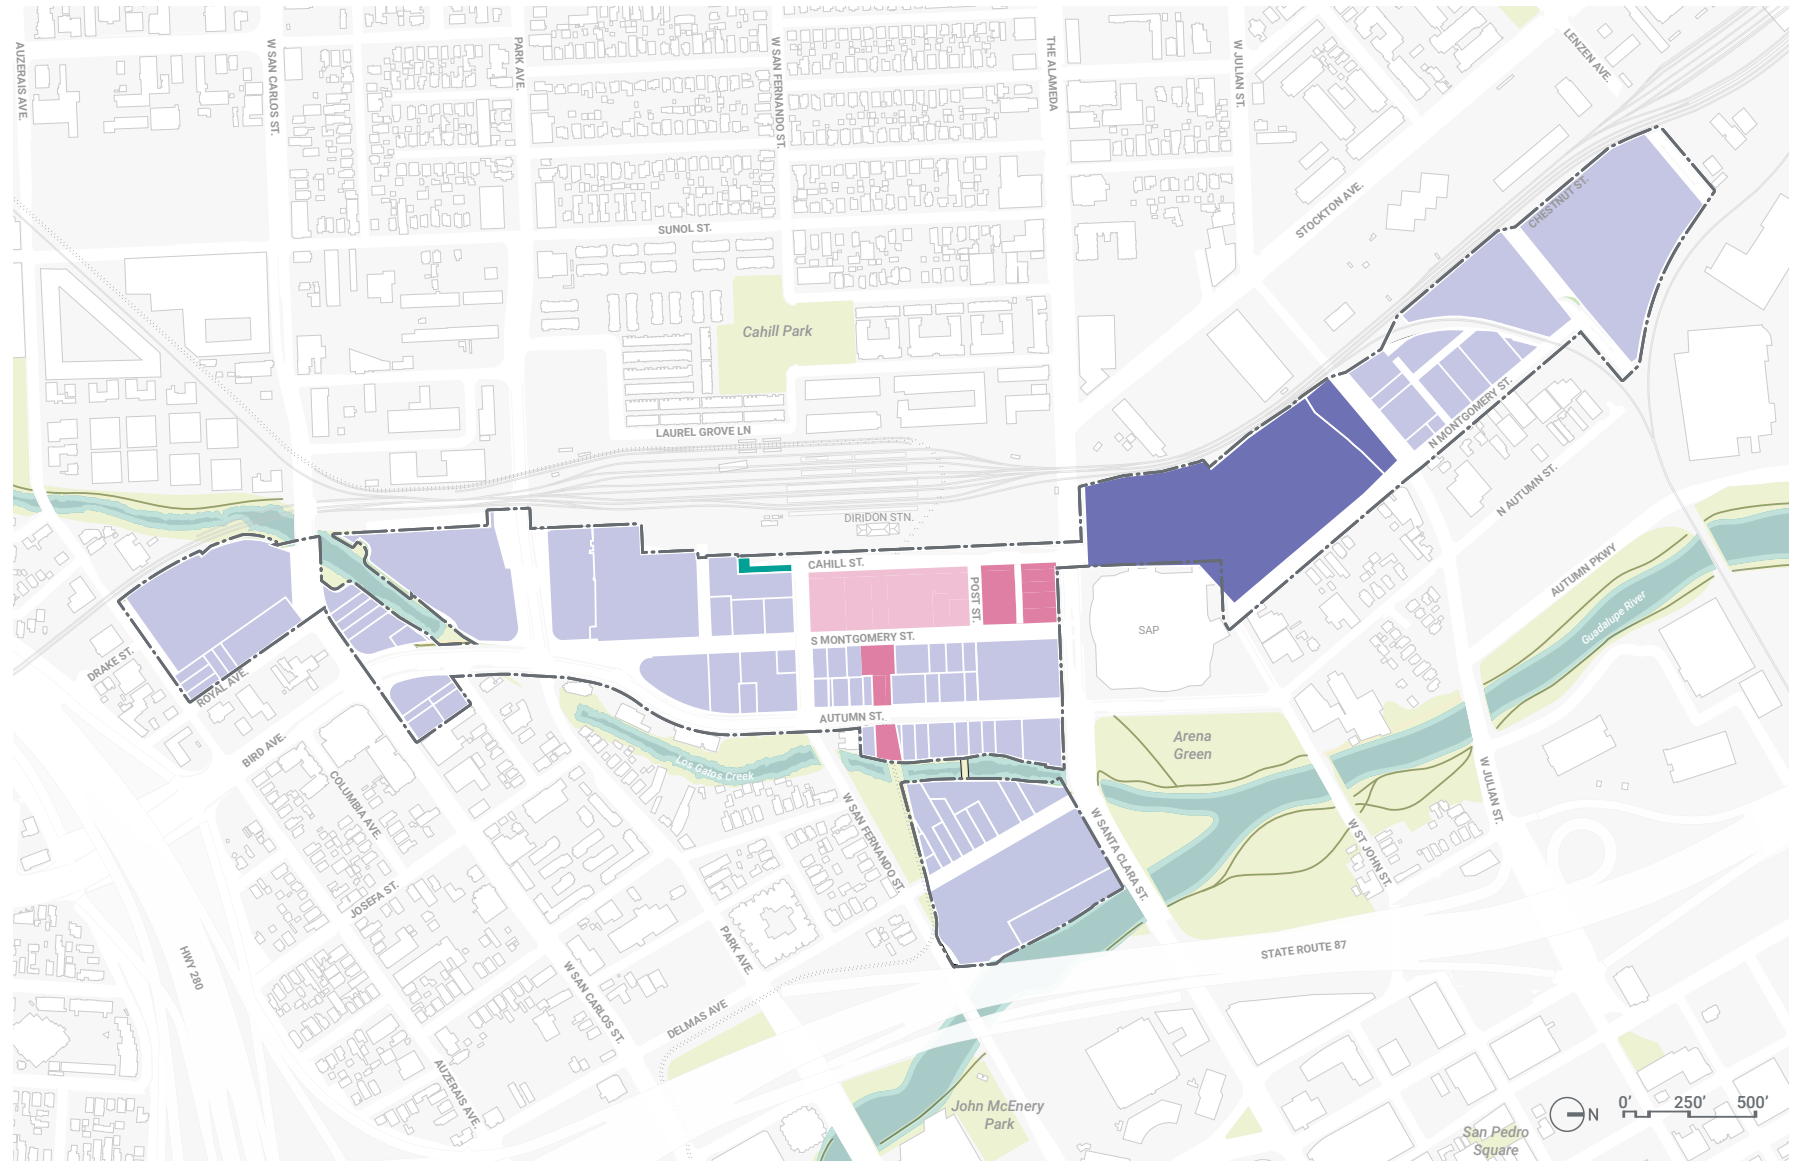 AUZERAIS AVE.
W SAN CARLOS ST.
PARK AVE.
W SAN FERNANDO ST.
THE ALAMEDA
W JULIAN ST.
LENZEN AVE.
STOCKTON AVE.
CHESTNUT ST.
SUNOL ST.
Cahill Park
LAUREL GROVE LN
N MONTGOMERY ST.
N AUTUMN ST.
DIRIDON STN.
CAHILL ST.
POST ST.
AUTUMN PKWY
Guadalupe River
SAP
S MONTGOMERY ST.
DRAKE ST.
ROYAL AVE.
AUTUMN ST.
BIRD AVE.
Los Gatos Creek
Arena
Green
COLUMBIA AVE.
W SAN FERNANDO ST.
W SANTA CLARA ST.
W ST JOHN ST.
W JULIAN ST.
JOSEFA ST.
HWY 280
PARK AVE.
STATE ROUTE 87
W SAN CARLOS ST.
DELMAS AVE
AUZERAIS AVE.
John McEnery
Park
N
0’ 250’ 500’
San Pedro
Square